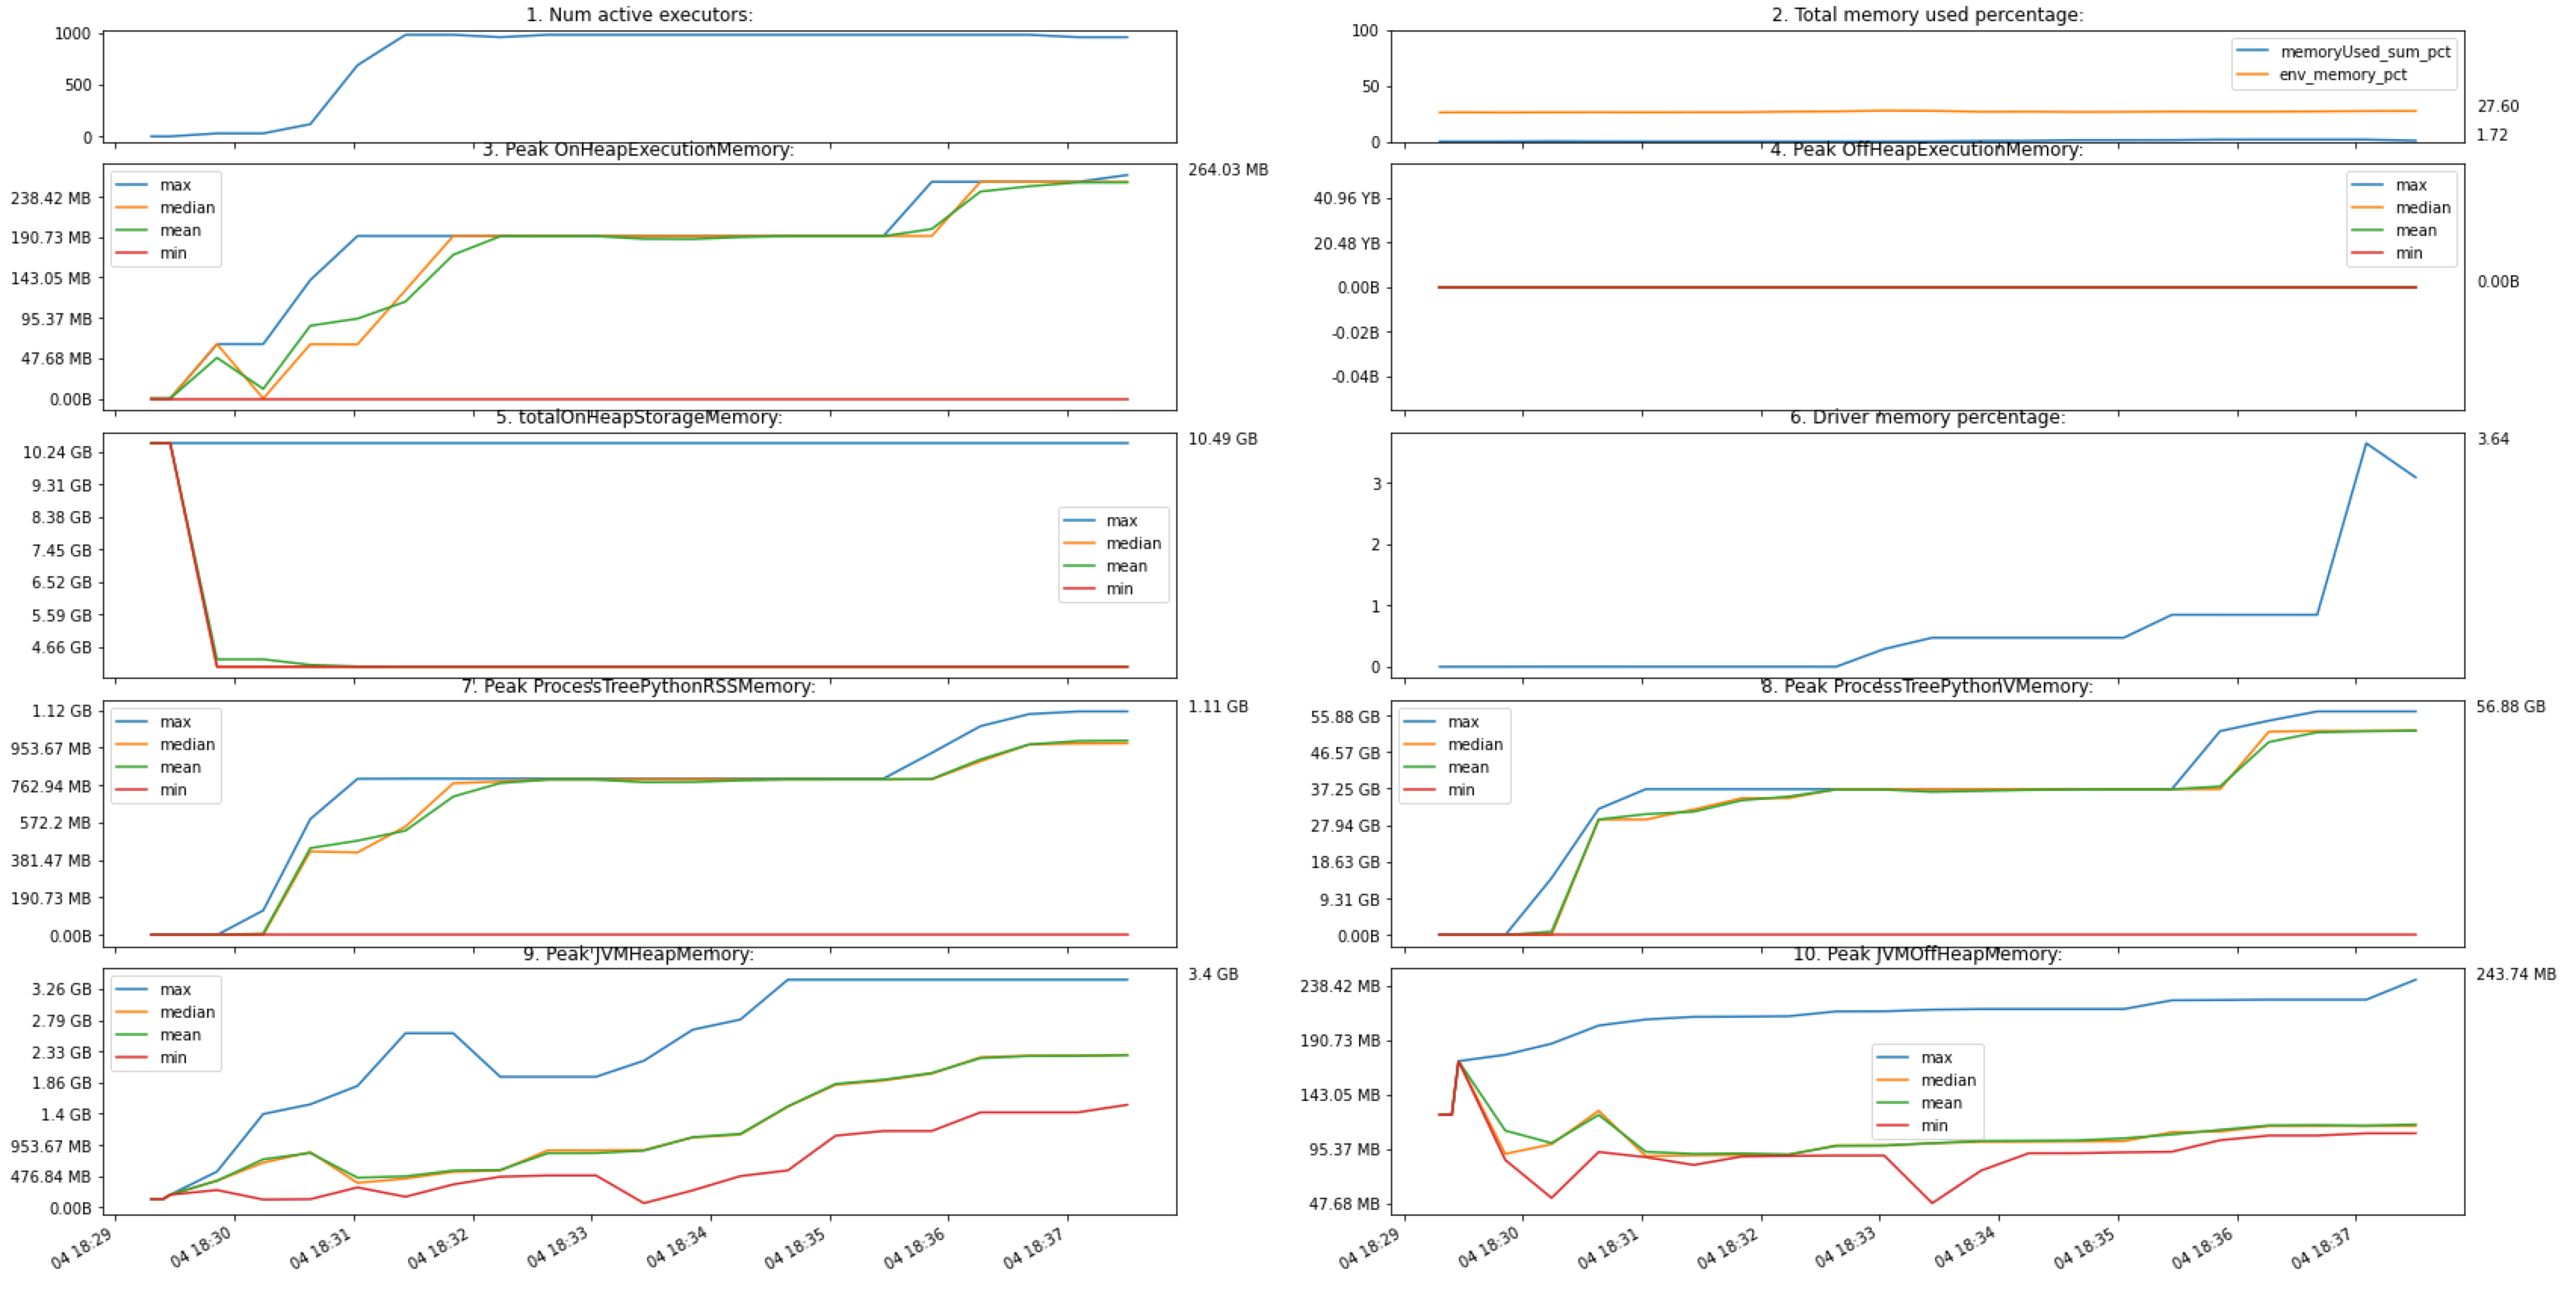 1. Num active executors:
1000
500
0
2. Total memory used percentage:
100
50
0
memoryUsed_sum_pct
env_memory_pct
27.60
1.72
3. Peak OnHeapExecutionMemory:
238.42 MB
190.73 MB
143.05 MB
95.37 MB
47.68 MB
0.00B
max
median
mean
min
264.03 MB
4. Peak OffHeapExecutionMemory:
40.96 YB
20.48 YB
0.00B
-0.02B
-0.04B
max
median
mean
min
0.00B
5. totalOnHeapStorageMemory:
10.24 GB
9.31 GB
8.38 GB
7.45 GB
6.52 GB
5.59 GB
4.66 GB
max
median
mean
min
10.49 GB
6. Driver memory percentage:
3
2
1
0
3.64
7. Peak ProcessTreePythonRSSMemory:
1.12 GB
953.67 MB
762.94 MB
572.2 MB
381.47 MB
190.73 MB
0.00B
max
median
mean
min
1.11 GB
8. Peak ProcessTreePythonVMemory:
55.88 GB
46.57 GB
37.25 GB
27.94 GB
18.63 GB
9.31 GB
0.00B
max
median
mean
min
56.88 GB
9. Peak JVMHeapMemory:
3.26 GB
2.79 GB
2.33 GB
1.86 GB
1.4 GB
953.67 MB
476.84 MB
0.00B
max
median
mean
min
3.4 GB
04 18:29
04 18:30
04 18:31
04 18:32
04 18:33
04 18:34
04 18:35
04 18:36
04 18:37
10. Peak JVMOffHeapMemory:
238.42 MB
190.73 MB
143.05 MB
95.37 MB
47.68 MB
max
median
mean
min
243.74 MB
04 18:29
04 18:30
04 18:31
04 18:32
04 18:33
04 18:34
04 18:35
04 18:36
04 18:37